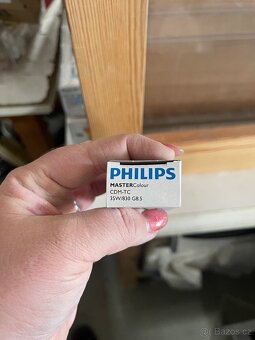 PHILIPS
MASTERColour
CDM-TC
35W/830 G8.5
bazos.cz